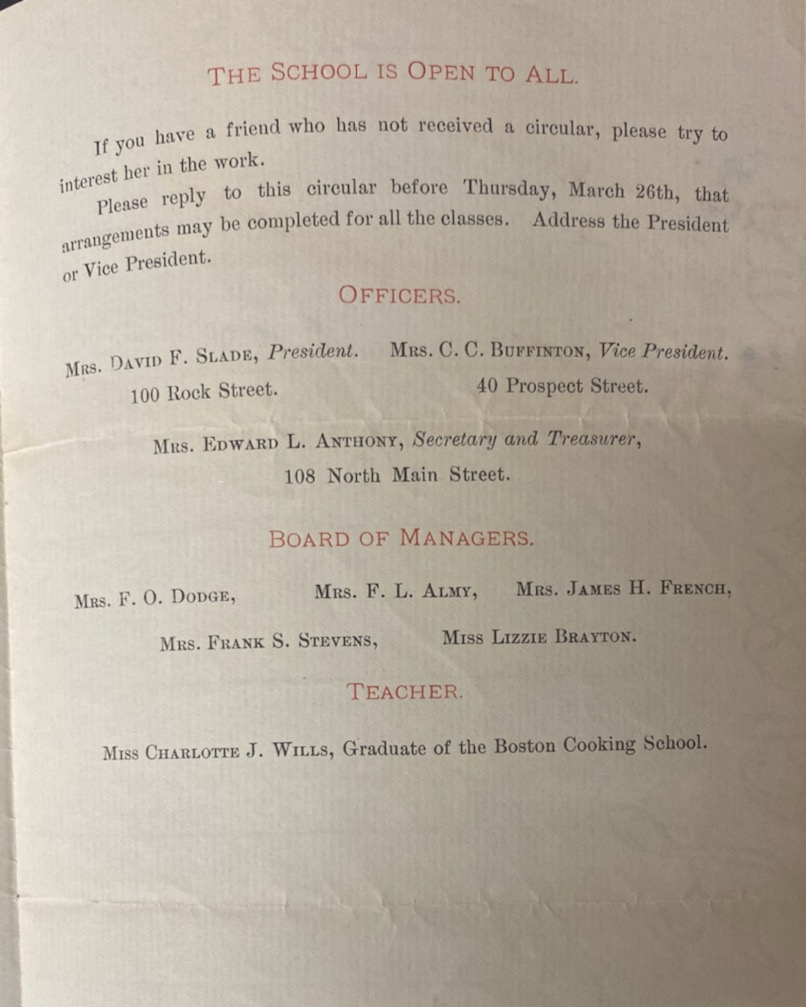 THE SCHOOL IS OPEN TO ALL.
If you have a friend who has not received a circular, please try to
interest her in the work.
Please reply to this circular before Thursday, March 26th, that
arrangements may be completed for all the classes. Address the President
or Vice President.
OFFICERS.
MRS. DAVID F. SLADE, President. MRS. C. C. BUFFINTON, Vice President.
100 Rock Street. 40 Prospect Street.
MRS. EDWARD L. ANTHONY, Secretary and Treasurer,
108 North Main Street.
BOARD OF MANAGERS.
MRS. F. O. DODGE, MRS. F. L. ALMY, MRS. JAMES H. FRENCH,
MRS. FRANK S. STEVENS, MISS LIZZIE BRAYTON.
TEACHER.
MISS CHARLOTTE J. WILLS, Graduate of the Boston Cooking School.